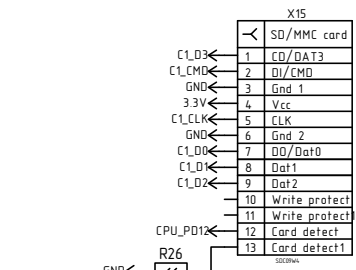 X15
SD/MMC card
C1_D3 1 CD/DAT3
C1_CMD 2 DI/CMD
GND 3 Gnd 1
3.3V 4 Vcc
C1_CLK 5 CLK
GND 6 Gnd 2
C1_D0 7 DO/Dat0
C1_D1 8 Dat1
C1_D2 9 Dat2
10 Write protect
11 Write protect1
CPU_PD12 12 Card detect
13 Card detect1
SDC09W4
R26
GND